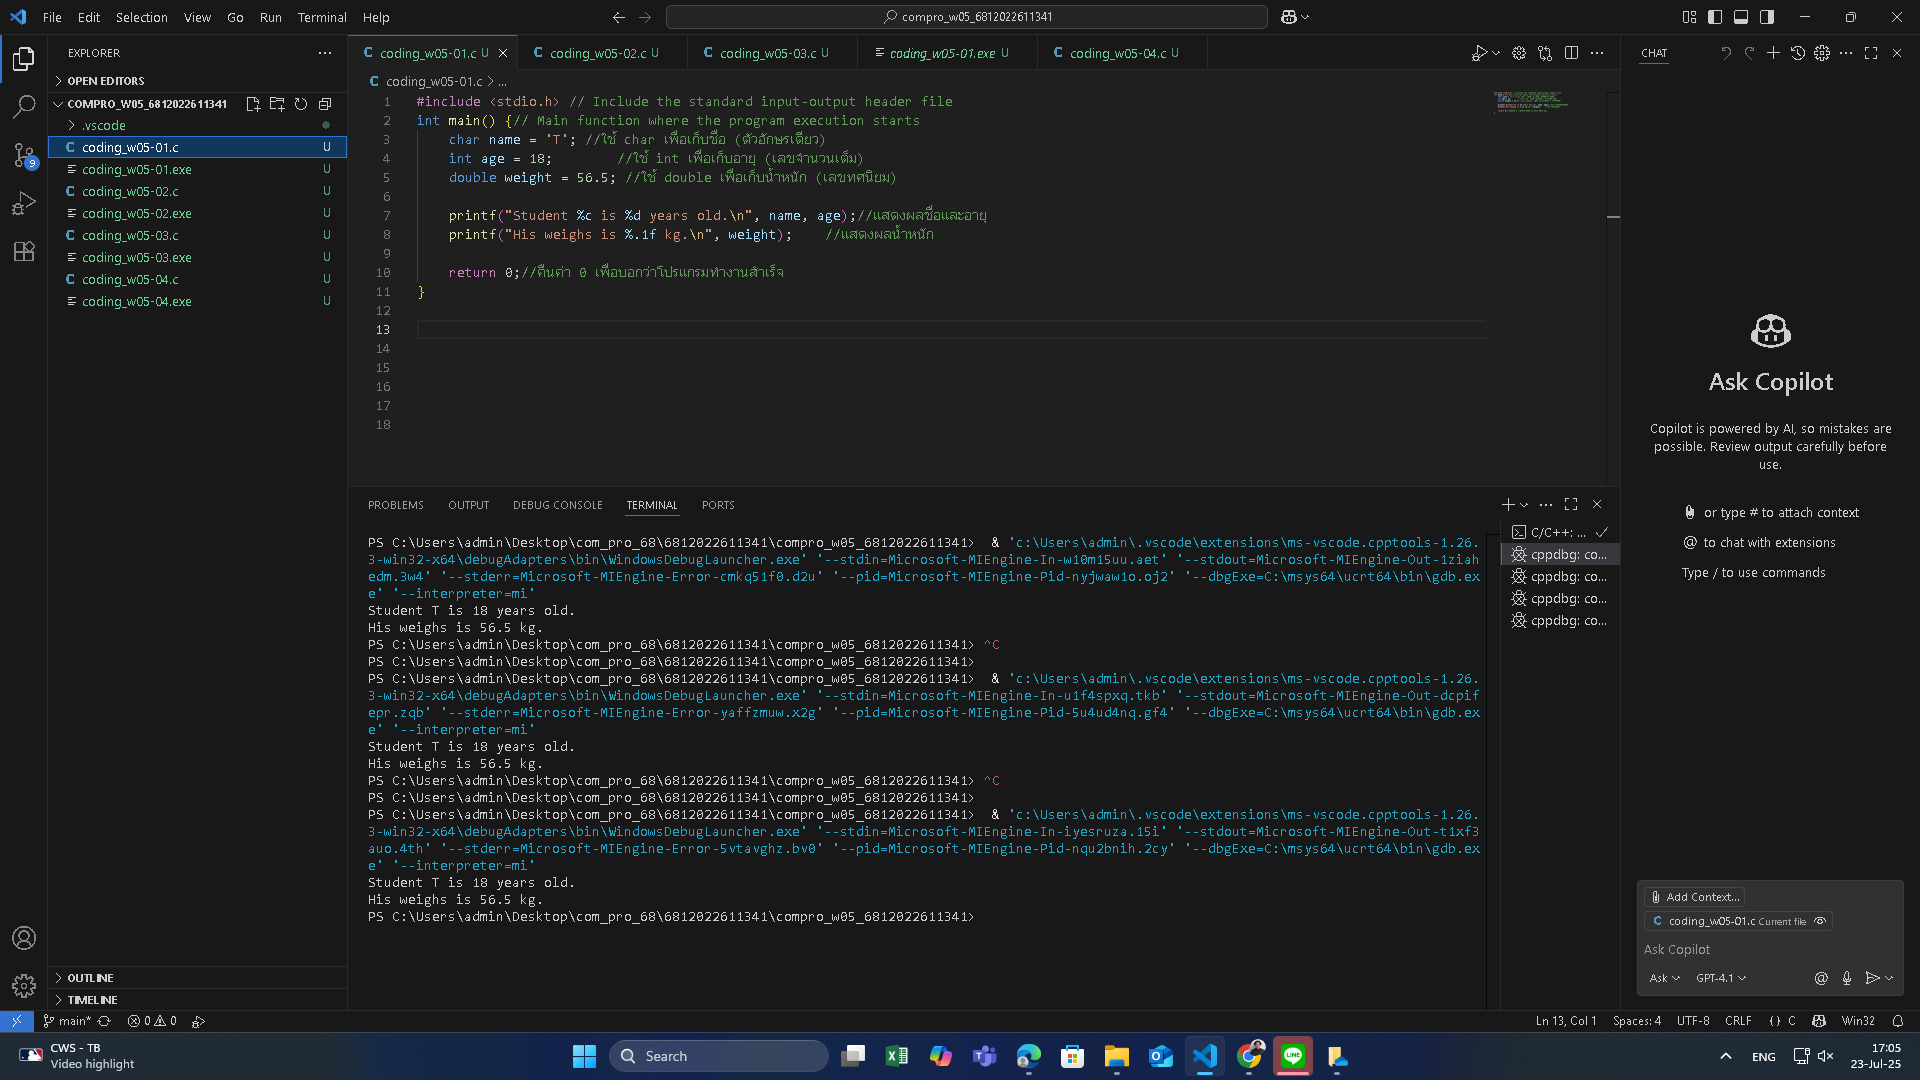 File Edit Selection View Go Run Terminal Help
compro_w05_6812022611341
EXPLORER
OPEN EDITORS
COMPRO_W05_6812022611341
.vscode
coding_w05-01.c U
coding_w05-01.exe U
coding_w05-02.c U
coding_w05-02.exe U
coding_w05-03.c U
coding_w05-03.exe U
coding_w05-04.c U
coding_w05-04.exe U
OUTLINE
TIMELINE
9
coding_w05-01.c U coding_w05-02.c U coding_w05-03.c U coding_w05-01.exe U coding_w05-04.c U
coding_w05-01.c > ...
1 #include <stdio.h> // Include the standard input-output header file
2 int main() {// Main function where the program execution starts
3 char name = 'T'; //ใช้ char เพื่อเก็บชื่อ (ตัวอักษรเดียว)
4 int age = 18; //ใช้ int เพื่อเก็บอายุ (เลขจำนวนเต็ม)
5 double weight = 56.5; //ใช้ double เพื่อเก็บน้ำหนัก (เลขทศนิยม)
6
7 printf("Student %c is %d years old.\n", name, age);//แสดงผลชื่อและอายุ
8 printf("His weighs is %.1f kg.\n", weight); //แสดงผลน้ำหนัก
9
10 return 0;//คืนค่า 0 เพื่อบอกว่าโปรแกรมทำงานสำเร็จ
11 }
12
13
14
15
16
17
18
PROBLEMS OUTPUT DEBUG CONSOLE TERMINAL PORTS
PS C:\Users\admin\Desktop\com_pro_68\6812022611341\compro_w05_6812022611341> & 'c:\Users\admin\.vscode\extensions\ms-vscode.cpptools-1.26.
3-win32-x64\debugAdapters\bin\WindowsDebugLauncher.exe' '--stdin=Microsoft-MIEngine-In-w10m15uu.aet' '--stdout=Microsoft-MIEngine-Out-1ziah
edm.3w4' '--stderr=Microsoft-MIEngine-Error-cmkq51f0.d2u' '--pid=Microsoft-MIEngine-Pid-nyjwaw1o.oj2' '--dbgExe=C:\msys64\ucrt64\bin\gdb.ex
e' '--interpreter=mi'
Student T is 18 years old.
His weighs is 56.5 kg.
PS C:\Users\admin\Desktop\com_pro_68\6812022611341\compro_w05_6812022611341> ^C
PS C:\Users\admin\Desktop\com_pro_68\6812022611341\compro_w05_6812022611341>
PS C:\Users\admin\Desktop\com_pro_68\6812022611341\compro_w05_6812022611341> & 'c:\Users\admin\.vscode\extensions\ms-vscode.cpptools-1.26.
3-win32-x64\debugAdapters\bin\WindowsDebugLauncher.exe' '--stdin=Microsoft-MIEngine-In-u1f4spxq.tkb' '--stdout=Microsoft-MIEngine-Out-dcpif
epr.zqb' '--stderr=Microsoft-MIEngine-Error-yaffzmuw.x2g' '--pid=Microsoft-MIEngine-Pid-5u4ud4nq.gf4' '--dbgExe=C:\msys64\ucrt64\bin\gdb.ex
e' '--interpreter=mi'
Student T is 18 years old.
His weighs is 56.5 kg.
PS C:\Users\admin\Desktop\com_pro_68\6812022611341\compro_w05_6812022611341> ^C
PS C:\Users\admin\Desktop\com_pro_68\6812022611341\compro_w05_6812022611341>
PS C:\Users\admin\Desktop\com_pro_68\6812022611341\compro_w05_6812022611341> & 'c:\Users\admin\.vscode\extensions\ms-vscode.cpptools-1.26.
3-win32-x64\debugAdapters\bin\WindowsDebugLauncher.exe' '--stdin=Microsoft-MIEngine-In-iyesruza.15i' '--stdout=Microsoft-MIEngine-Out-t1xf3
auo.4th' '--stderr=Microsoft-MIEngine-Error-5vtavghz.bv0' '--pid=Microsoft-MIEngine-Pid-nqu2bnih.2cy' '--dbgExe=C:\msys64\ucrt64\bin\gdb.ex
e' '--interpreter=mi'
Student T is 18 years old.
His weighs is 56.5 kg.
PS C:\Users\admin\Desktop\com_pro_68\6812022611341\compro_w05_6812022611341>
C/C++: ...
cppdbg: co...
cppdbg: co...
cppdbg: co...
cppdbg: co...
CHAT
Ask Copilot
Copilot is powered by AI, so mistakes are
possible. Review output carefully before
use.
or type # to attach context
@ to chat with extensions
Type / to use commands
Add Context...
coding_w05-01.c Current file
Ask Copilot
Ask GPT-4.1
main* 0 0
Ln 13, Col 1 Spaces: 4 UTF-8 CRLF {} C Win32
CWS - TB
Video highlight
Search
ENG
17:05
23-Jul-25